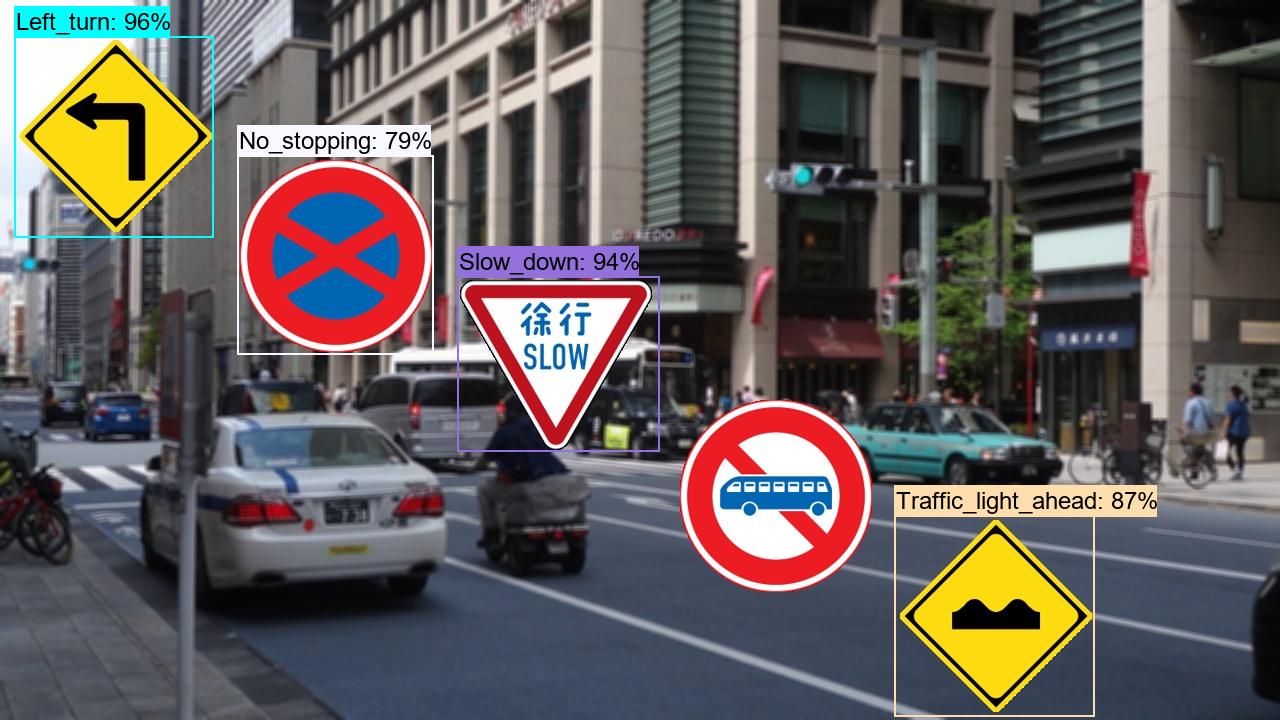 Left_turn: 96%
No_stopping: 79%
Slow_down: 94%
徐行
SLOW
Traffic_light_ahead: 87%